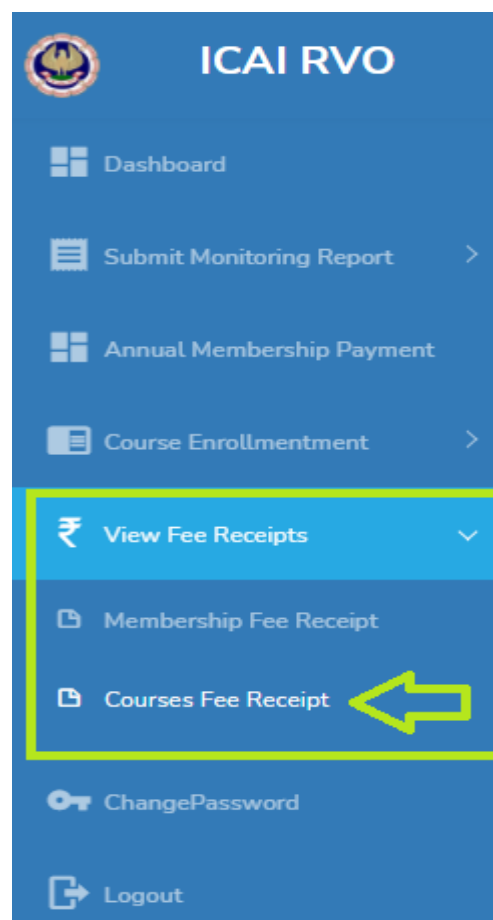 ICAI RVO
Dashboard
Submit Monitoring Report
Annual Membership Payment
Course Enrollmentment
₹ View Fee Receipts
Membership Fee Receipt
Courses Fee Receipt
ChangePassword
Logout